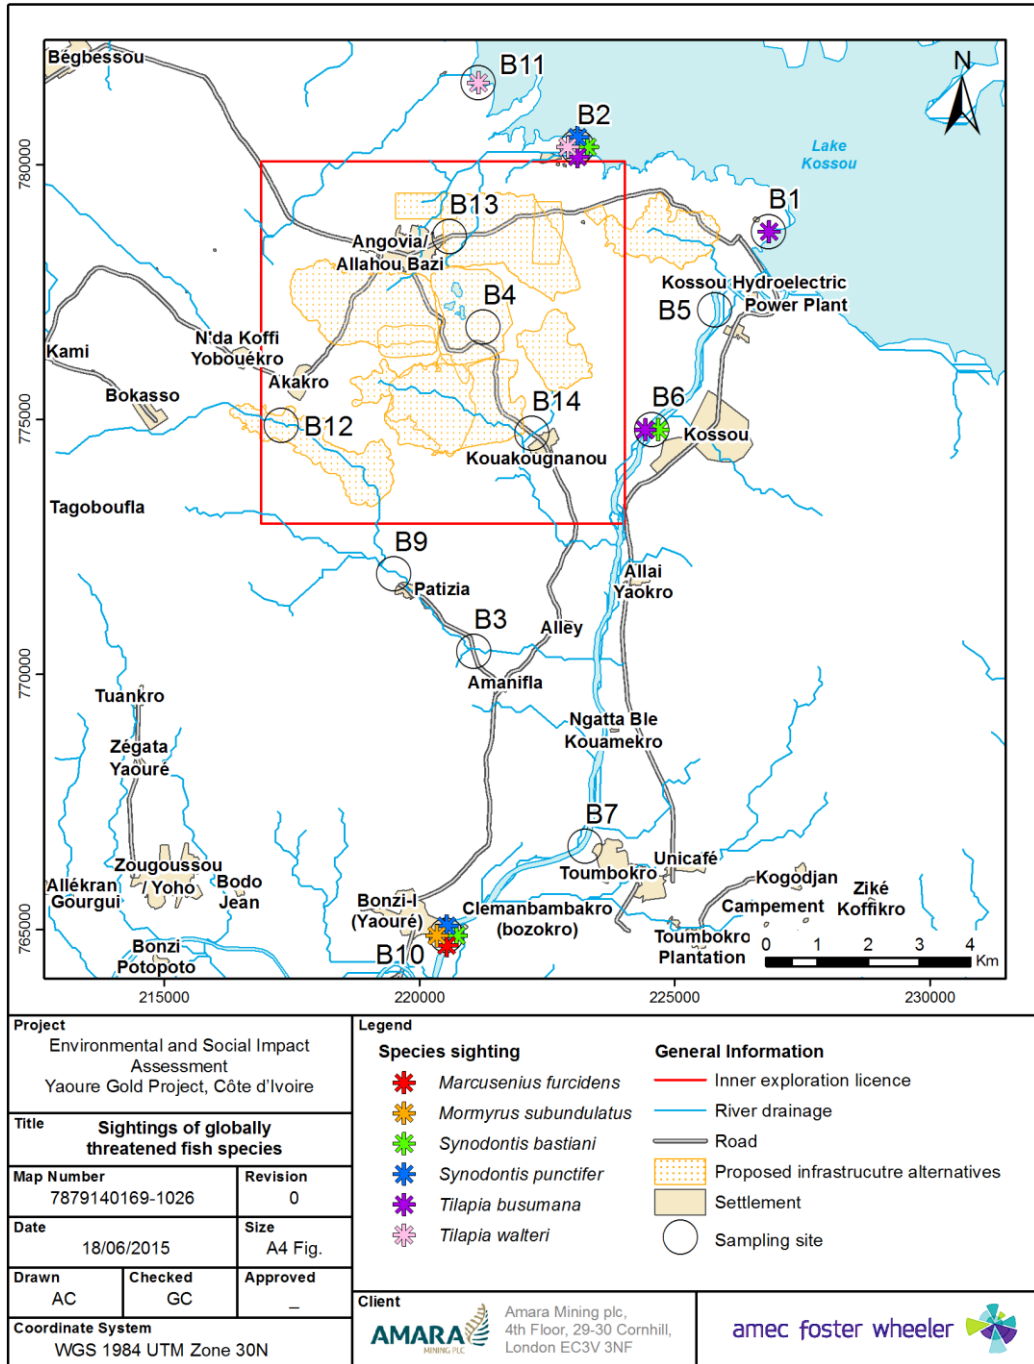 Bégbessou
B11
N
B2
780000
Lake
Kossou
B13
B1
Angovia/
Allahou Bazi
Kossou Hydroelectric
Power Plant
B4
B5
N'da Koffi
Yobouékro
Kami
Akakro
Bokasso
B14
B6
775000
B12
Kossou
Kouakougnanou
Tagoboufla
B9
Patizia
Allai
Yaokro
B3
Alley
770000
Amanifla
Tuankro
Ngatta Ble
Kouamekro
Zégata
Yaouré
B7
Unicafé
Zougoussou
/ Yoho
Toumbokro
Kogodjan
Allékran
Gourgui
Bodo
Jean
Ziké
Koffikro
Bonzi-I
(Yaouré)
Clemanbambakro
(bozokro)
Campement
765000
Bonzi
Potopoto
B10
Toumbokro
Plantation
0 1 2 3 4
Km
215000 220000 225000 230000
Project
Environmental and Social Impact
Assessment
Yaoure Gold Project, Côte d'Ivoire
Title
Sightings of globally
threatened fish species
Map Number
7879140169-1026
Revision
0
Date
18/06/2015
Size
A4 Fig.
Drawn
AC
Checked
GC
Approved
_
Coordinate System
WGS 1984 UTM Zone 30N
Legend
Species sighting
Marcusenius furcidens
Mormyrus subundulatus
Synodontis bastiani
Synodontis punctifer
Tilapia busumana
Tilapia walteri
General Information
Inner exploration licence
River drainage
Road
Proposed infrastrucutre alternatives
Settlement
Sampling site
Client
AMARA
MINING PLC
Amara Mining plc,
4th Floor, 29-30 Cornhill,
London EC3V 3NF
amec foster wheeler